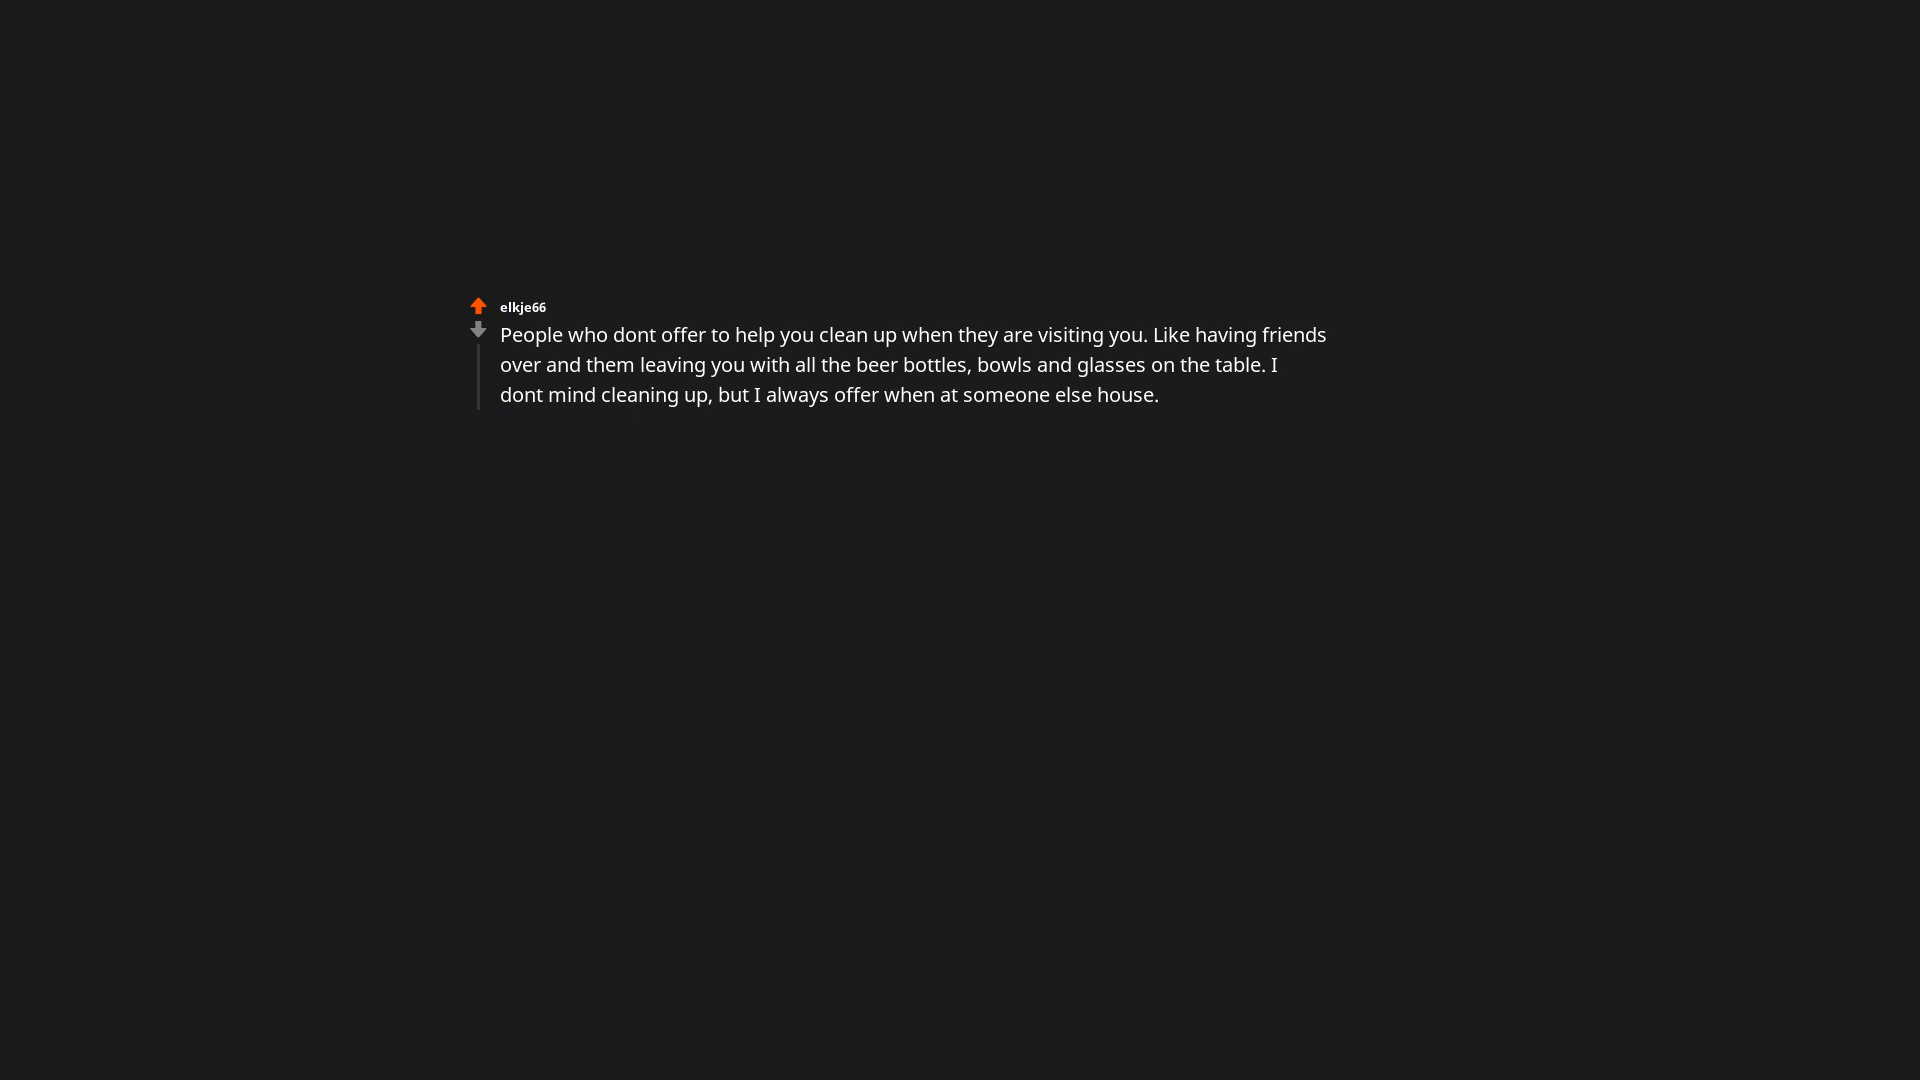 elkje66
People who dont offer to help you clean up when they are visiting you. Like having friends
over and them leaving you with all the beer bottles, bowls and glasses on the table. I
dont mind cleaning up, but I always offer when at someone else house.